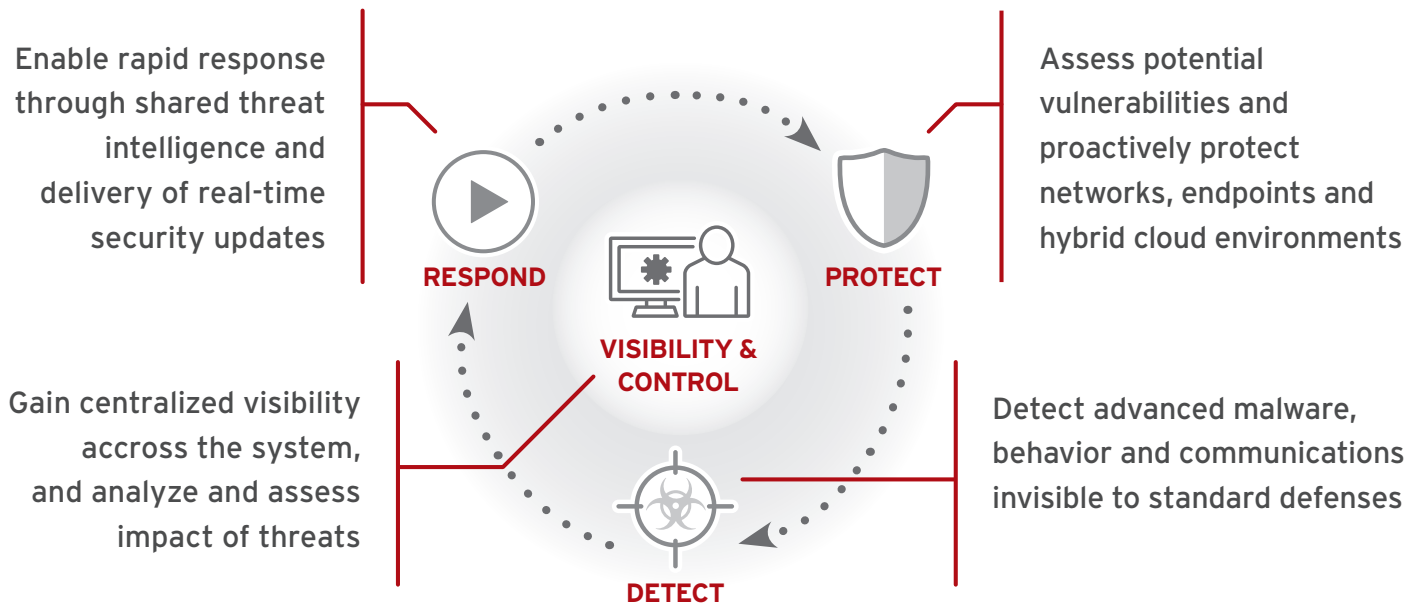 Enable rapid response
through shared threat
intelligence and
delivery of real-time
security updates
RESPOND
Assess potential
vulnerabilities and
proactively protect
networks, endpoints and
hybrid cloud environments
PROTECT
VISIBILITY &
CONTROL
Gain centralized visibility
accross the system,
and analyze and assess
impact of threats
Detect advanced malware,
behavior and communications
invisible to standard defenses
DETECT